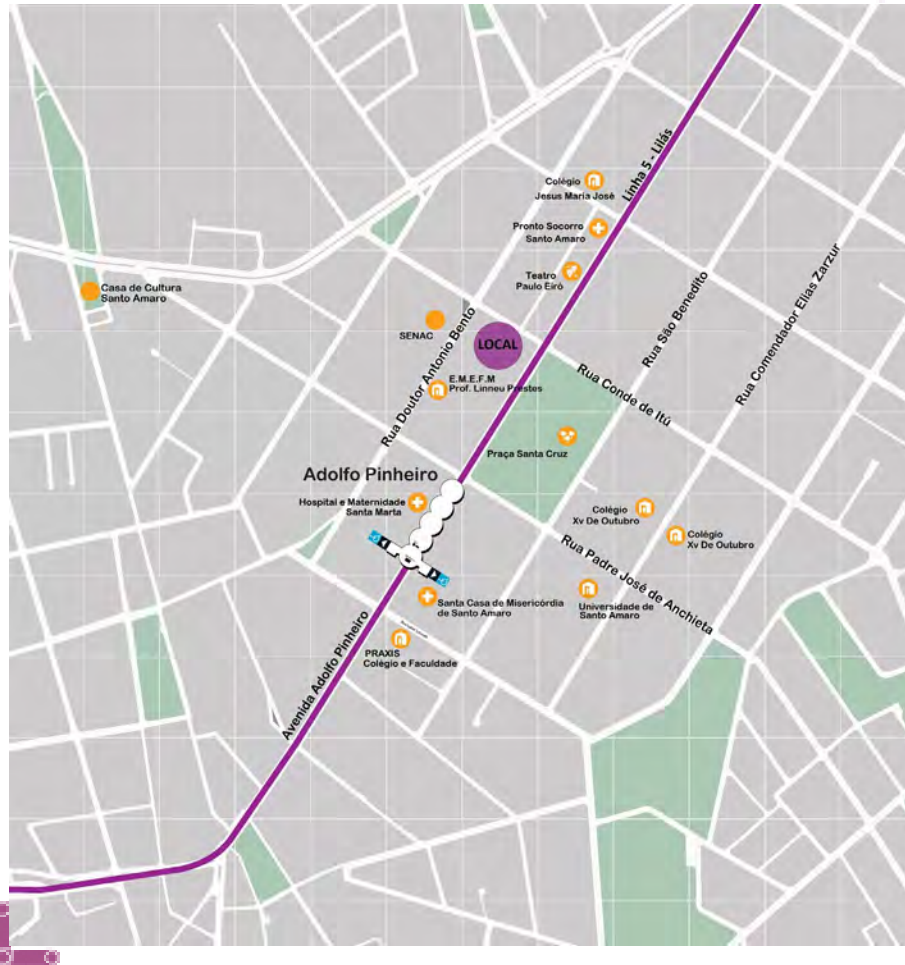 Linha 5 - Lilás
Colégio
Jesus Maria José
Pronto Socorro
Santo Amaro
Teatro
Paulo Eiró
Casa de Cultura
Santo Amaro
SENAC
LOCAL
Rua Doutor Antonio Bento
Rua São Benedito
Rua Comendador Elias Zarzur
E.M.E.F.M
Prof. Linneu Prestes
Rua Conde de Itú
Praça Santa Cruz
Adolfo Pinheiro
Hospital e Maternidade
Santa Marta
Colégio
Xv De Outubro
Colégio
Xv De Outubro
Rua Padre José de Anchieta
Santa Casa de Misericórdia
de Santo Amaro
Universidade de
Santo Amaro
PRAXIS
Colégio e Faculdade
Avenida Adolfo Pinheiro